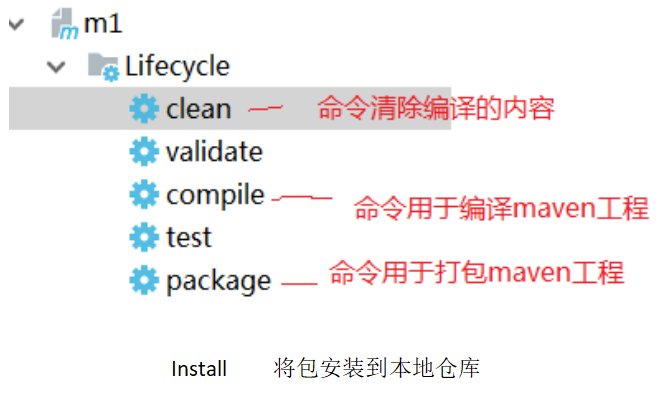 m1
Lifecycle
clean 命令清除编译的内容
validate
compile 命令用于编译maven工程
test
package 命令用于打包maven工程
Install 将包安装到本地仓库